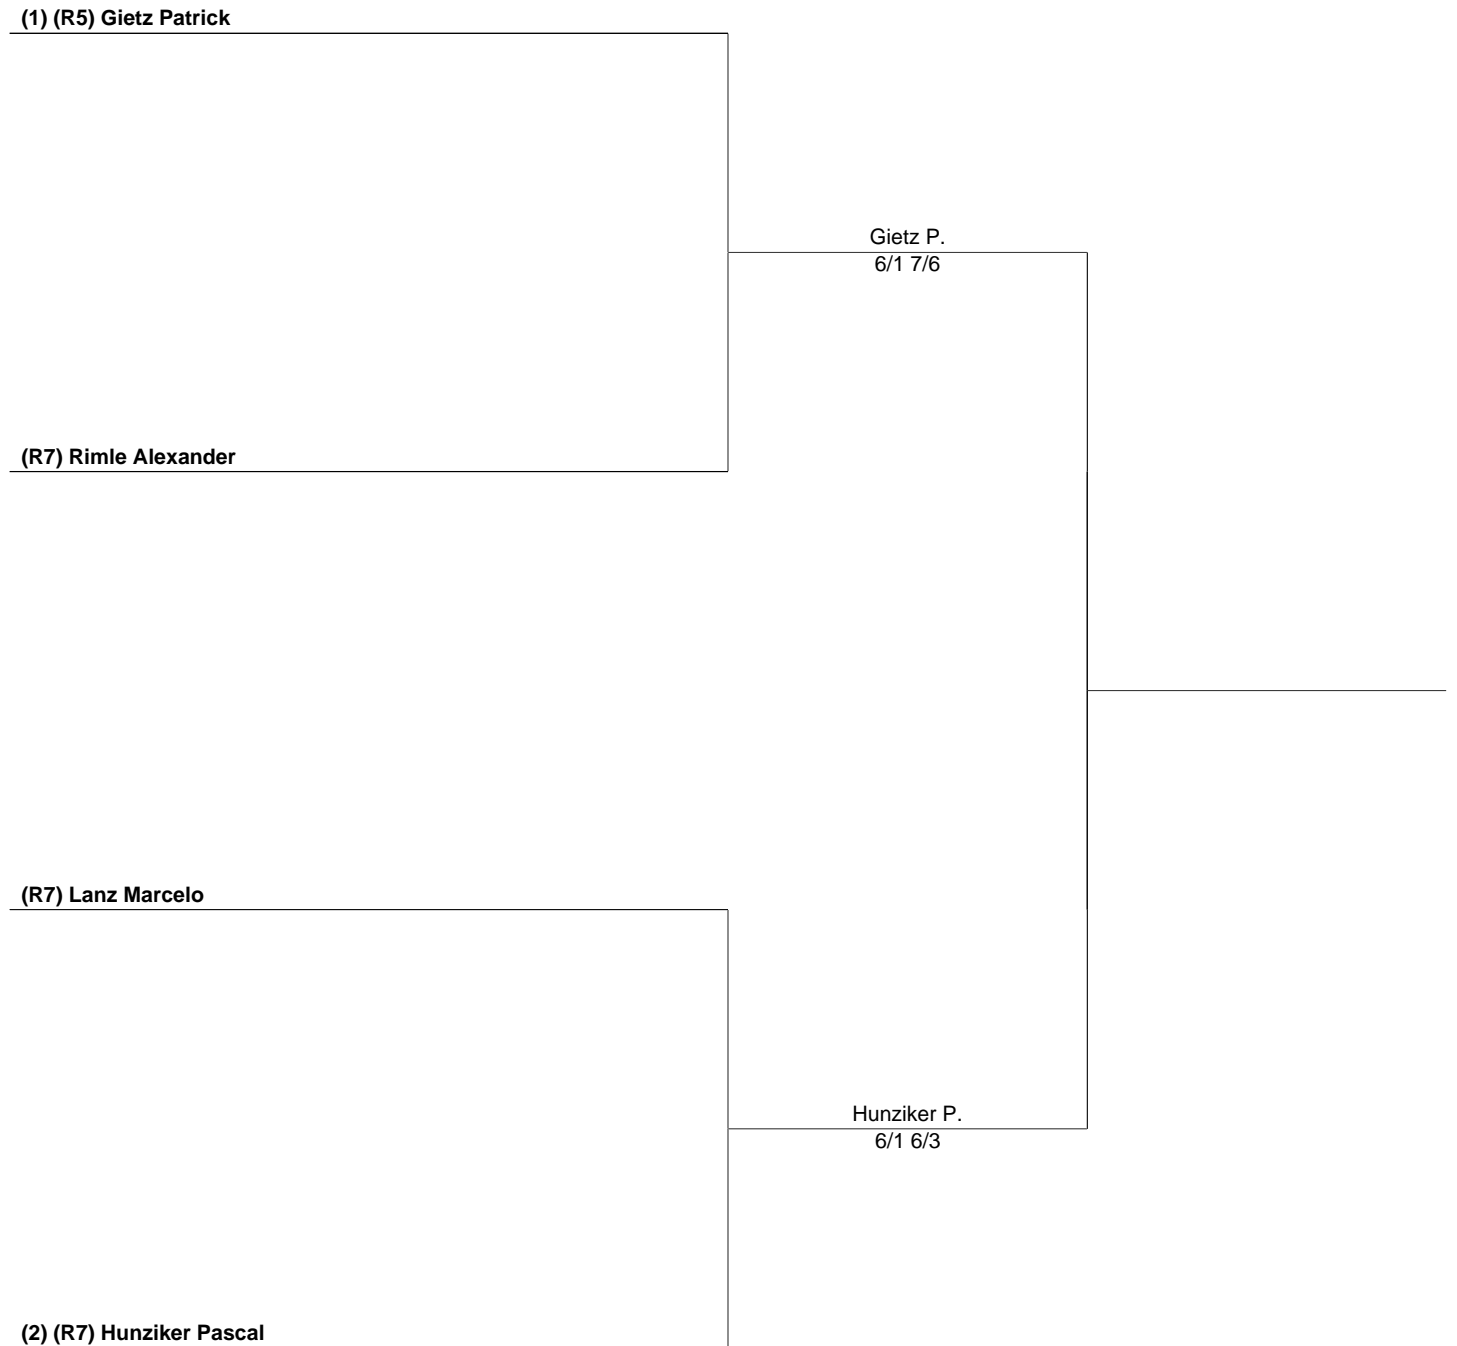 (1) (R5) Gietz Patrick
Gietz P.
6/1 7/6
(R7) Rimle Alexander
(R7) Lanz Marcelo
Hunziker P.
6/1 6/3
(2) (R7) Hunziker Pascal